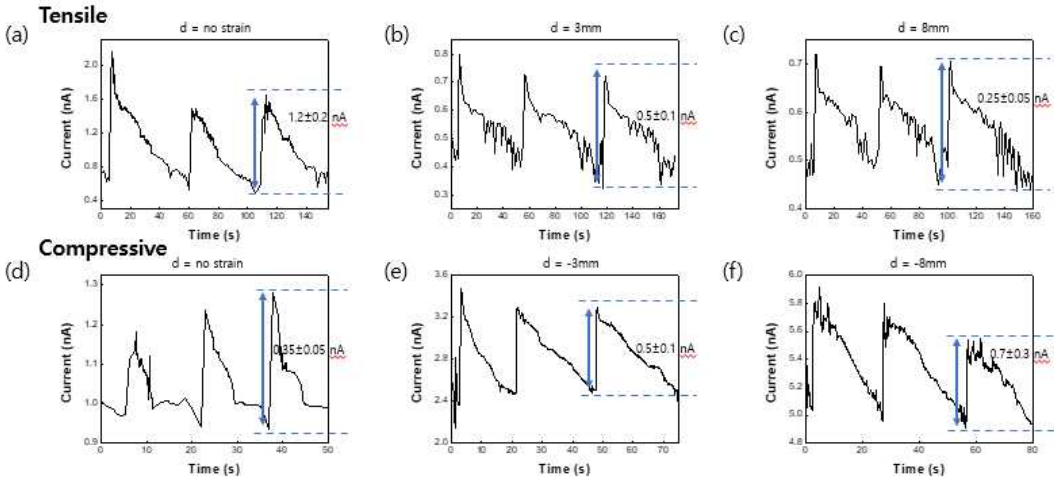 Tensile
(a)
d = no strain
2.0
1.6
1.2
0.8
0.4
Current (nA)
1.2±0.2 nA
0 20 40 60 80 100 120 140
Time (s)
(b)
d = 3mm
0.8
0.7
0.6
0.5
0.4
0.3
Current (nA)
0.5±0.1 nA
0 20 40 60 80 100 120 140 160
Time (s)
(c)
d = 8mm
0.8
0.7
0.6
0.5
0.4
Current (nA)
0.25±0.05 nA
0 20 40 60 80 100 120 140 160
Time (s)
Compressive
(d)
d = no strain
1.3
1.2
1.1
1.0
0.9
Current (nA)
0.35±0.05 nA
0 10 20 30 40 50
Time (s)
(e)
d = -3mm
3.6
3.2
2.8
2.4
2.0
Current (nA)
0.5±0.1 nA
0 10 20 30 40 50 60 70
Time (s)
(f)
d = -8mm
6.0
5.8
5.6
5.4
5.2
5.0
4.8
Current (nA)
0.7±0.3 nA
0 20 40 60 80
Time (s)